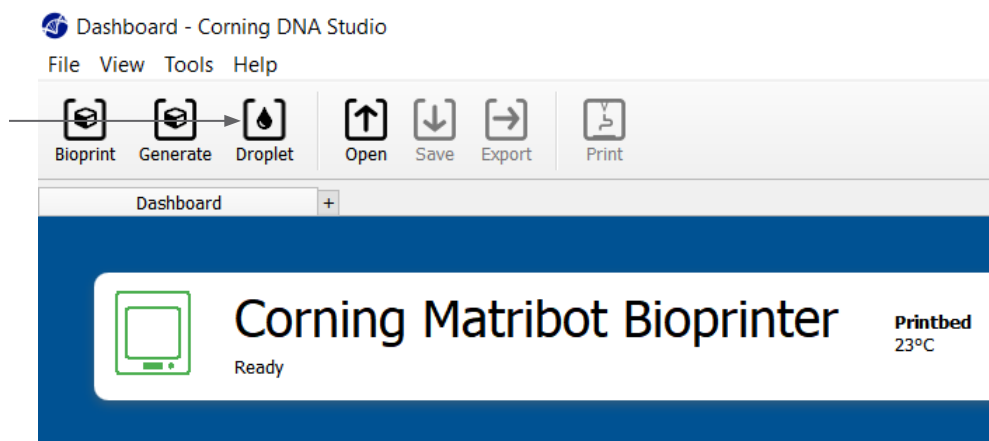 Dashboard - Corning DNA Studio
File View Tools Help
Bioprint Generate Droplet Open Save Export Print
Dashboard +
Corning Matribot Bioprinter
Ready
Printbed
23°C